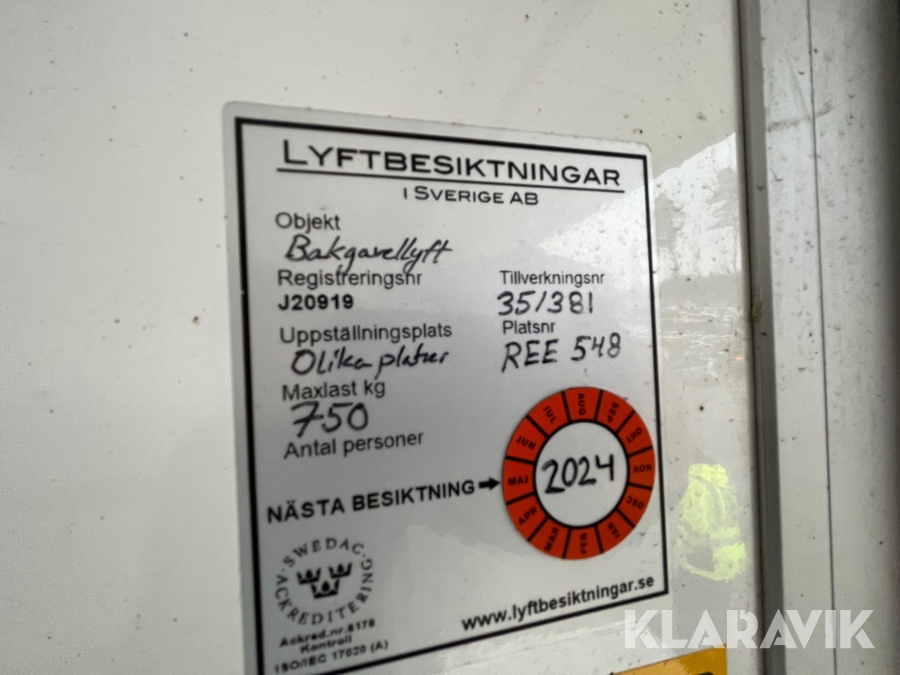 LYFTBESIKTNINGAR
I SVERIGE AB
Objekt
Bakgavellyft
Registreringsnr
J20919
Tillverkningsnr
35/381
Uppställningsplats
Olika platser
Platsnr
REE 548
Maxlast kg
750
Antal personer
NÄSTA BESIKTNING
JAN FEB MAR APR MAJ JUN JUL AUG SEP OKT NOV DEC
2024
SWEDAC
ACKREDITERING
Ackred.nr.8178
Kontroll
ISO/IEC 17020 (A)
www.lyftbesiktningar.se
KLARAVIK